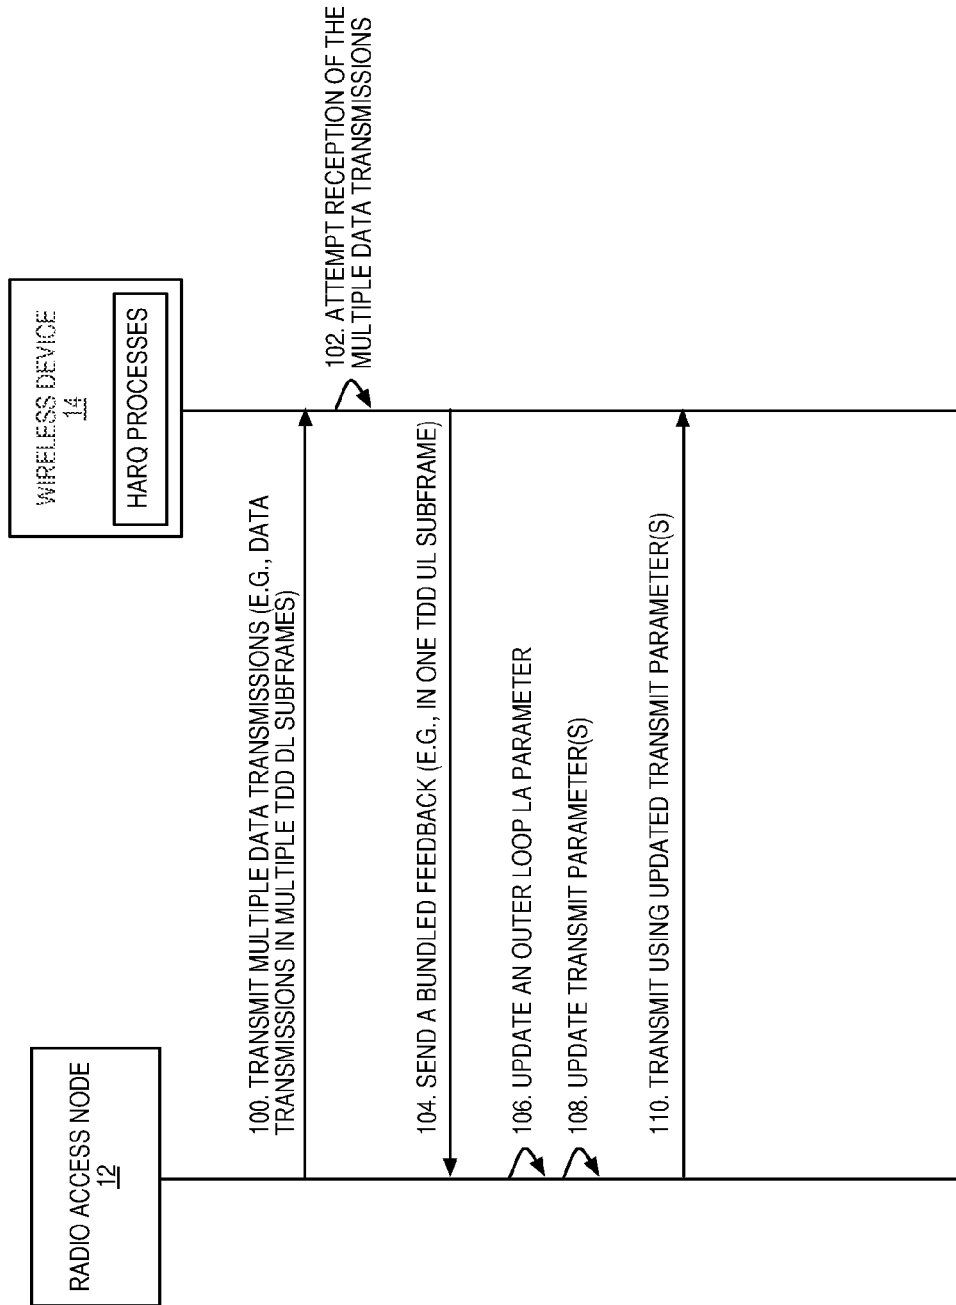 RADIO ACCESS NODE
12
WIRELESS DEVICE
14
HARQ PROCESSES
100. TRANSMIT MULTIPLE DATA TRANSMISSIONS (E.G., DATA
TRANSMISSIONS IN MULTIPLE TDD DL SUBFRAMES)
102. ATTEMPT RECEPTION OF THE
MULTIPLE DATA TRANSMISSIONS
104. SEND A BUNDLED FEEDBACK (E.G., IN ONE TDD UL SUBFRAME)
106. UPDATE AN OUTER LOOP LA PARAMETER
108. UPDATE TRANSMIT PARAMETER(S)
110. TRANSMIT USING UPDATED TRANSMIT PARAMETER(S)